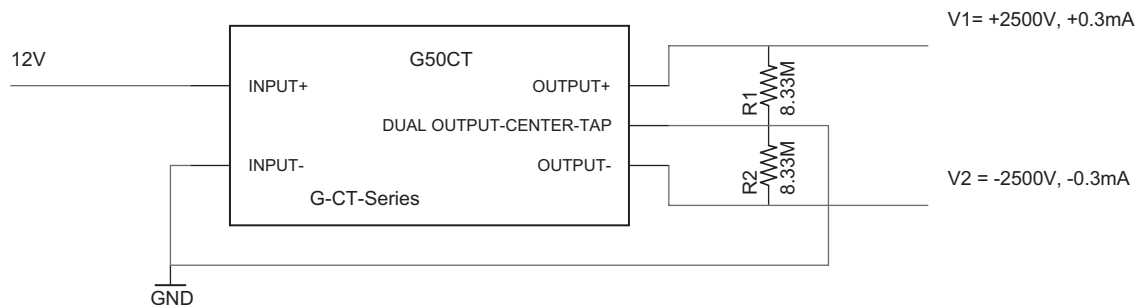 V1= +2500V, +0.3mA
12V
G50CT
INPUT+
OUTPUT+
R1
8.33M
DUAL OUTPUT-CENTER-TAP
INPUT-
OUTPUT-
R2
8.33M
V2 = -2500V, -0.3mA
G-CT-Series
GND